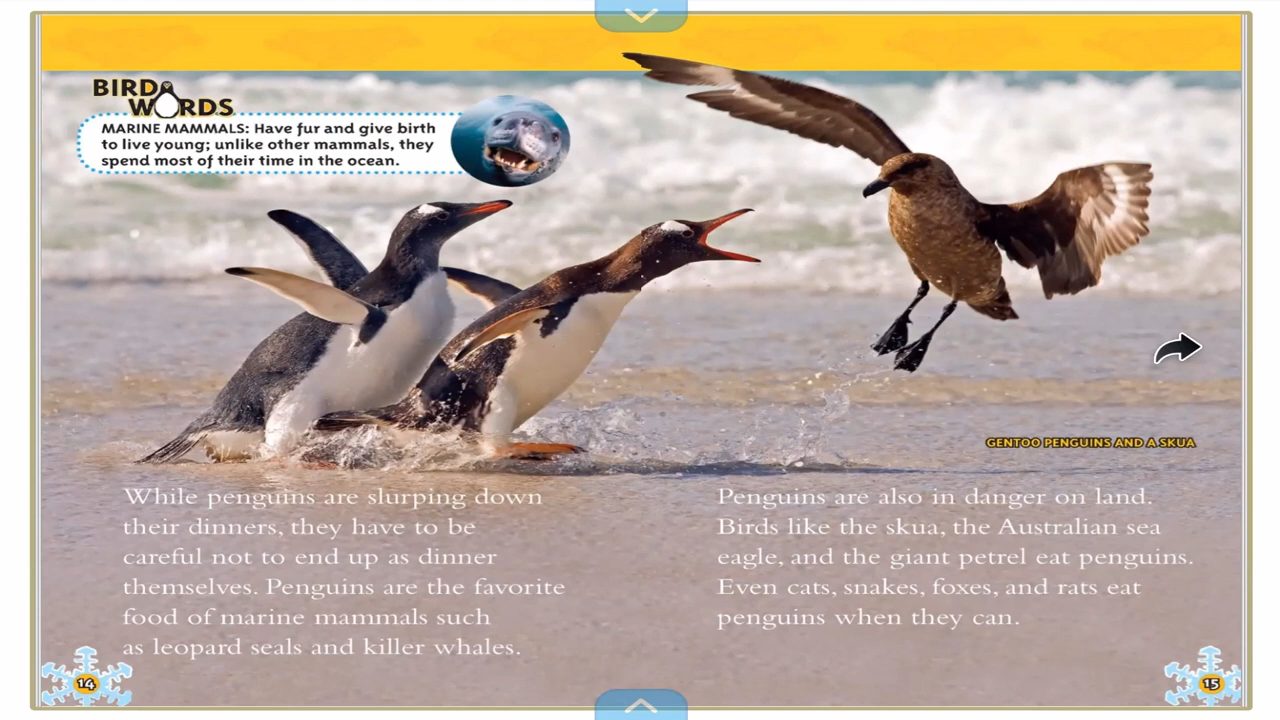 BIRD
WORDS
MARINE MAMMALS: Have fur and give birth
to live young; unlike other mammals, they
spend most of their time in the ocean.
GENTOO PENGUINS AND A SKUA
While penguins are slurping down
their dinners, they have to be
careful not to end up as dinner
themselves. Penguins are the favorite
food of marine mammals such
as leopard seals and killer whales.
Penguins are also in danger on land.
Birds like the skua, the Australian sea
eagle, and the giant petrel eat penguins.
Even cats, snakes, foxes, and rats eat
penguins when they can.
14
15